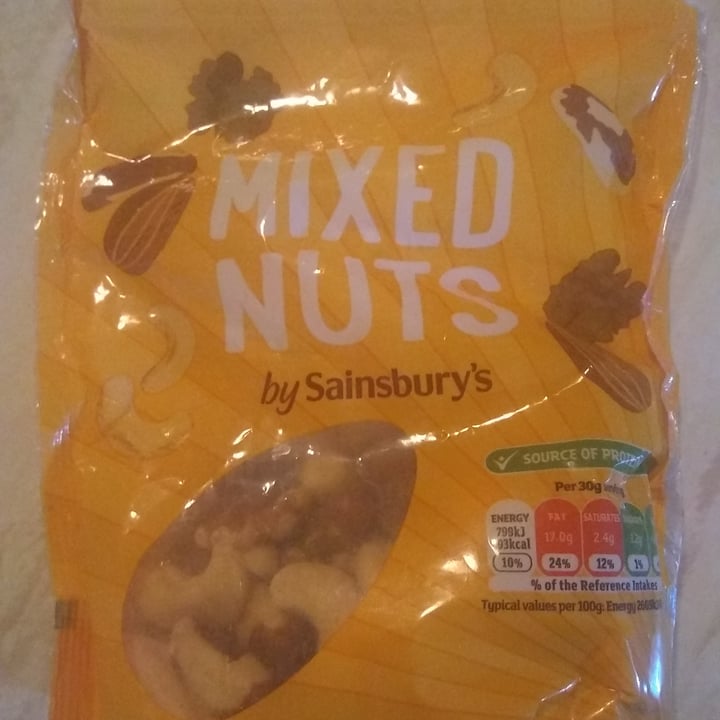 MIXED
NUTS
by Sainsbury's
SOURCE OF
Per 30g
ENERGY FAT SATURATES
799kJ 17.0g 2.4g
10% 24% 12% 1%
% of the Reference Intakes
Typical values per 100g: Energy